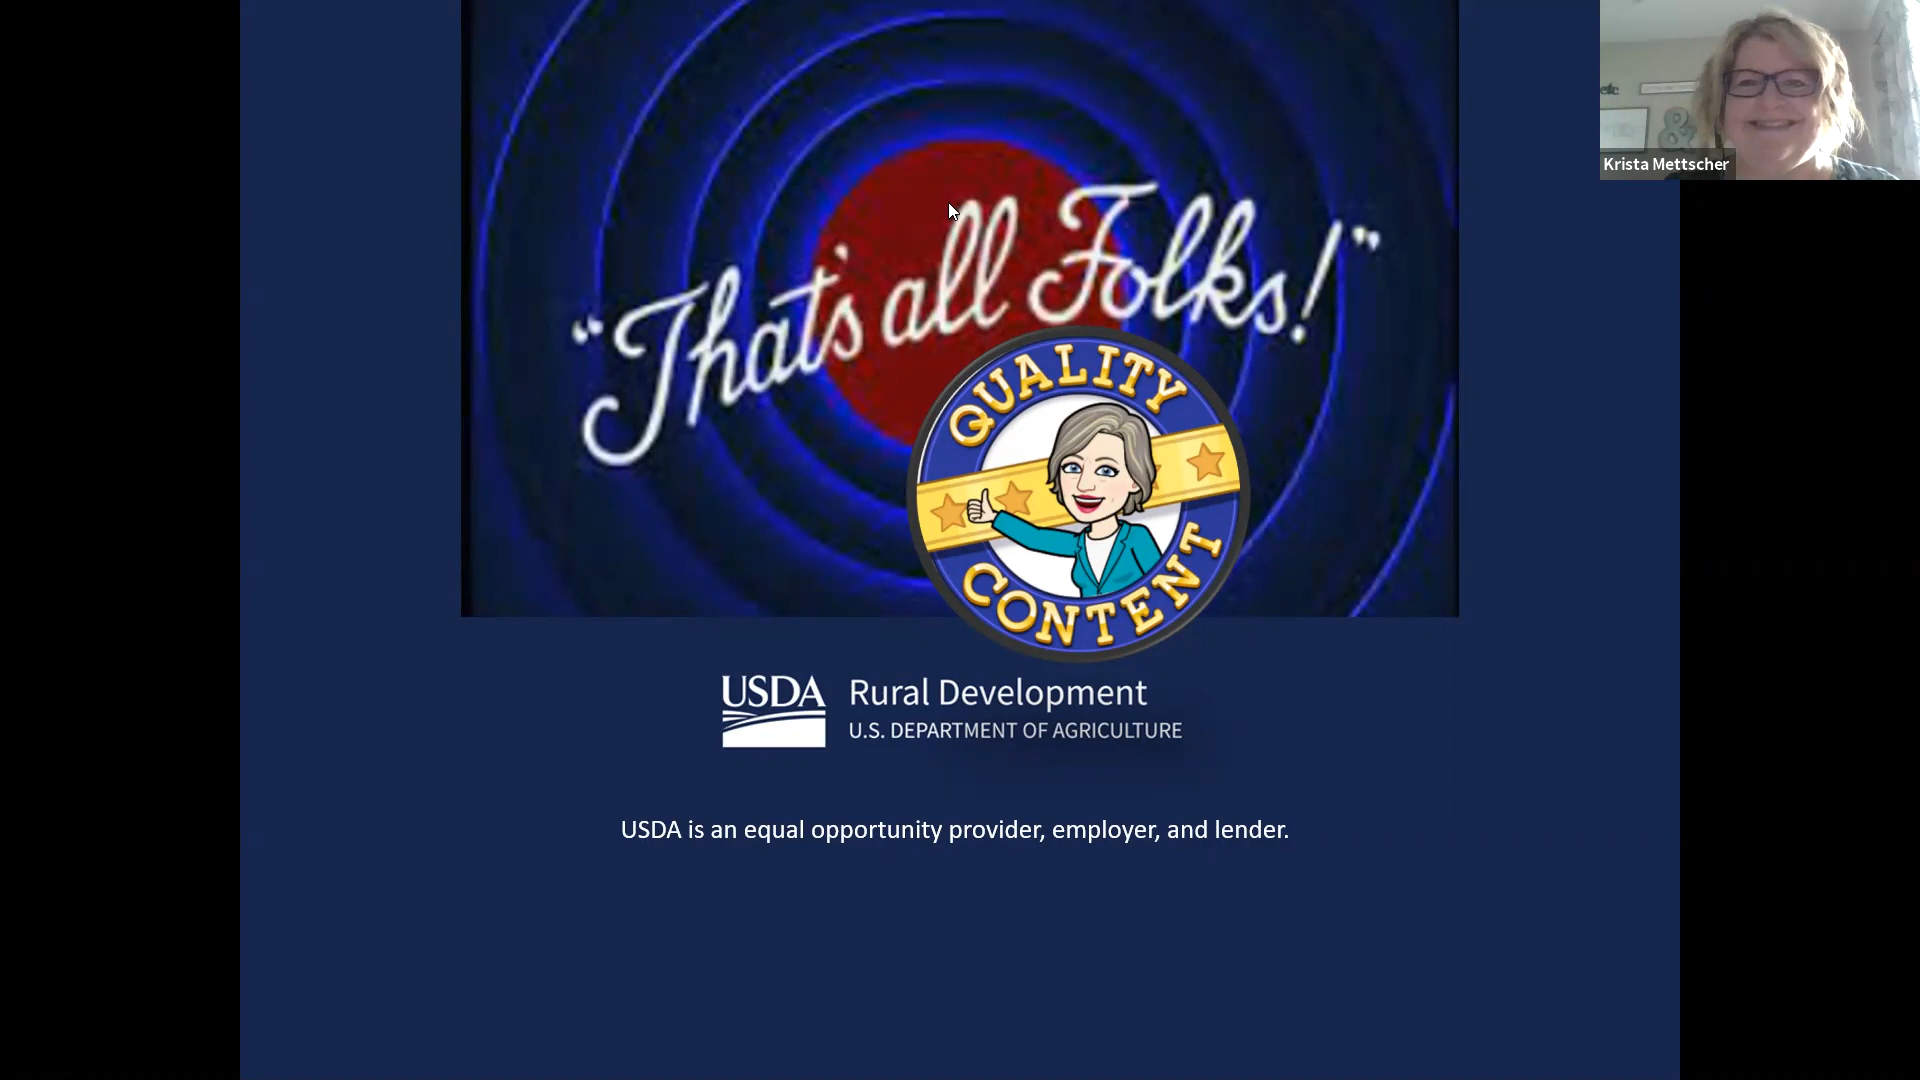 “That's all Folks!”
QUALITY
CONTENT
USDA
Rural Development
U.S. DEPARTMENT OF AGRICULTURE
USDA is an equal opportunity provider, employer, and lender.
etc
&
Krista Mettscher